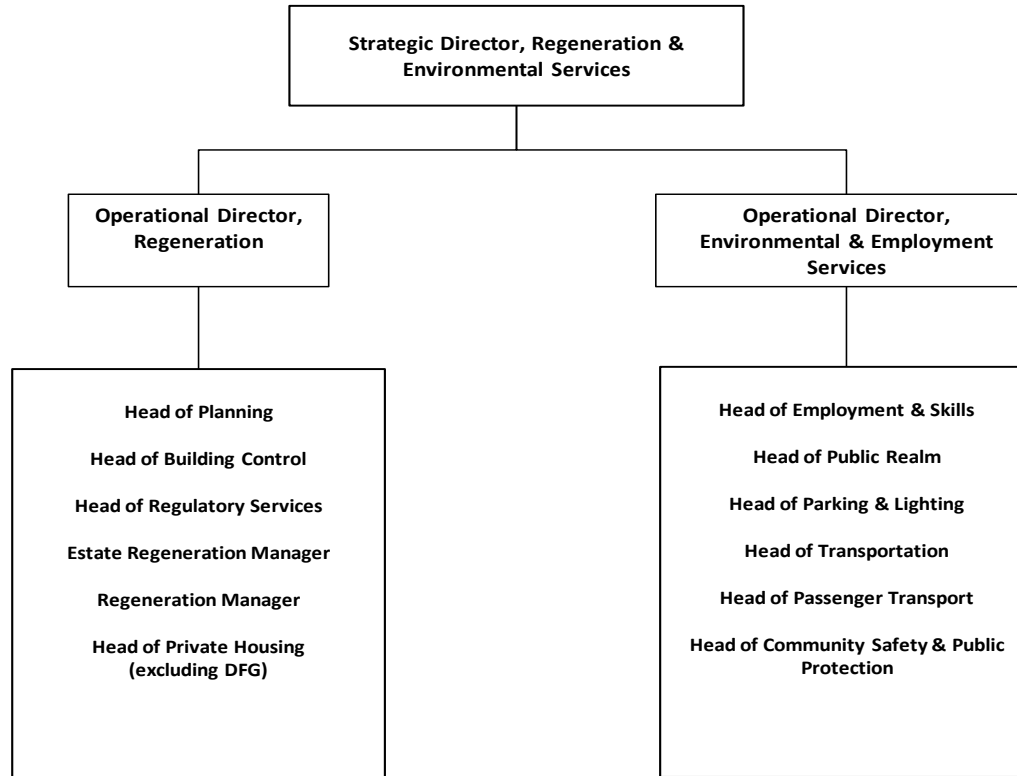 Strategic Director, Regeneration &
Environmental Services
Operational Director,
Regeneration
Operational Director,
Environmental & Employment
Services
Head of Planning
Head of Building Control
Head of Regulatory Services
Estate Regeneration Manager
Regeneration Manager
Head of Private Housing
(excluding DFG)
Head of Employment & Skills
Head of Public Realm
Head of Parking & Lighting
Head of Transportation
Head of Passenger Transport
Head of Community Safety & Public
Protection